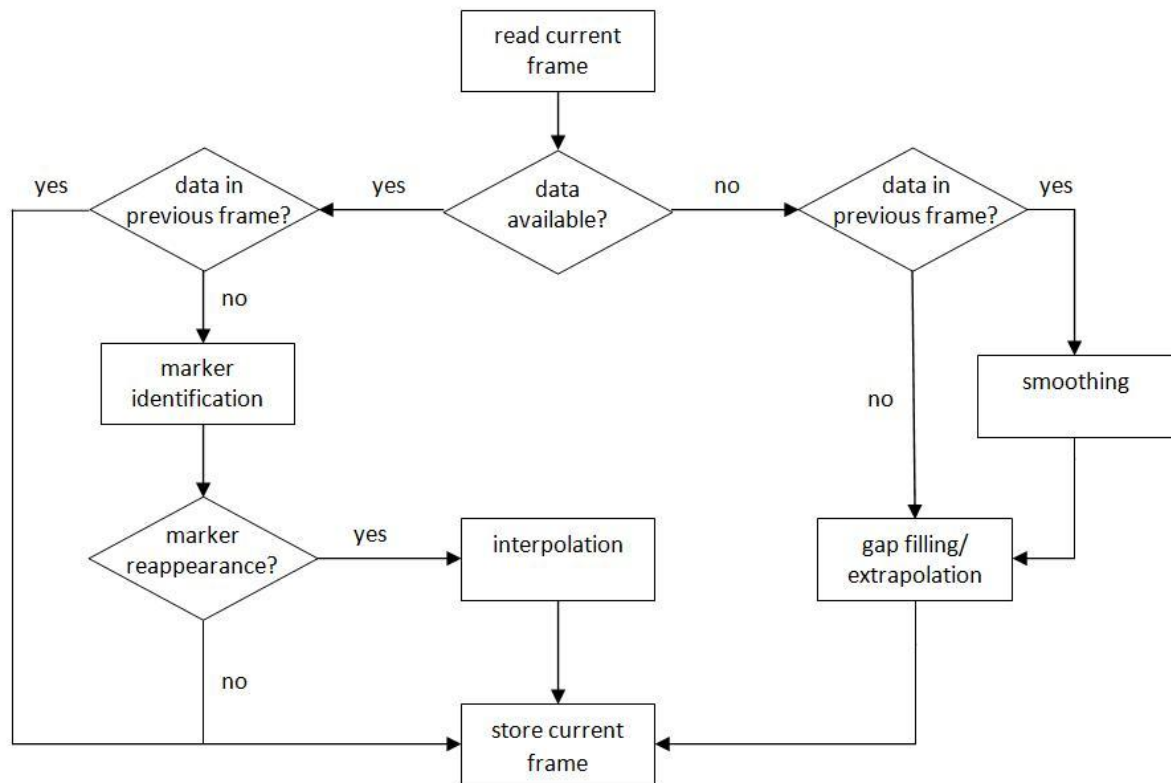 read current
frame
yes
data in
previous frame?
yes
data
available?
no
data in
previous frame?
yes
no
marker
identification
smoothing
no
marker
reappearance?
yes
interpolation
gap filling/
extrapolation
no
store current
frame